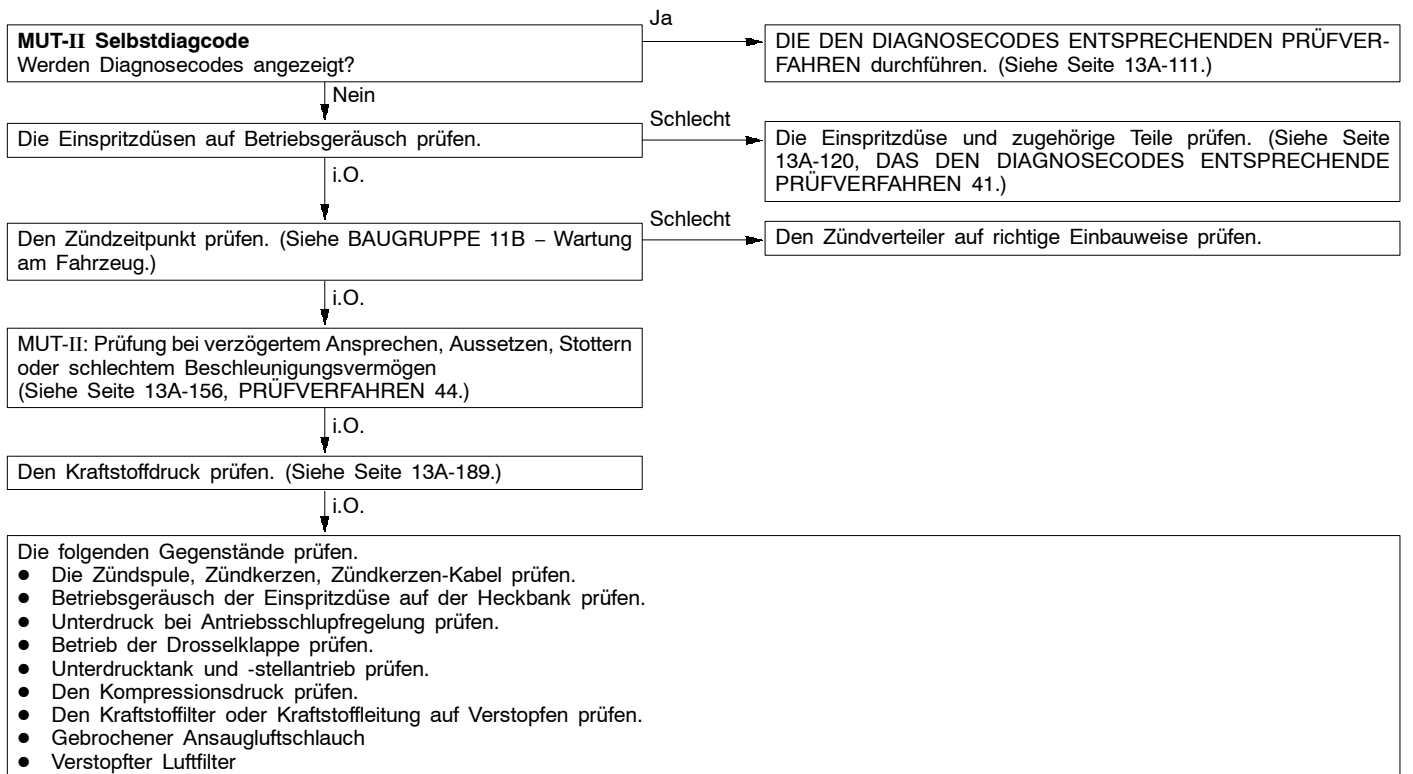 Ja
MUT-II Selbstdiagcode
Werden Diagnosecodes angezeigt?
DIE DEN DIAGNOSECODES ENTSPRECHENDEN PRÜFVER-
FAHREN durchführen. (Siehe Seite 13A-111.)
Nein
Schlecht
Die Einspritzdüsen auf Betriebsgeräusch prüfen.
Die Einspritzdüse und zugehörige Teile prüfen. (Siehe Seite
13A-120, DAS DEN DIAGNOSECODES ENTSPRECHENDE
PRÜFVERFAHREN 41.)
i.O.
Schlecht
Den Zündzeitpunkt prüfen. (Siehe BAUGRUPPE 11B – Wartung
am Fahrzeug.)
Den Zündverteiler auf richtige Einbauweise prüfen.
i.O.
MUT-II: Prüfung bei verzögertem Ansprechen, Aussetzen, Stottern
oder schlechtem Beschleunigungsvermögen
(Siehe Seite 13A-156, PRÜFVERFAHREN 44.)
i.O.
Den Kraftstoffdruck prüfen. (Siehe Seite 13A-189.)
i.O.
Die folgenden Gegenstände prüfen.
● Die Zündspule, Zündkerzen, Zündkerzen-Kabel prüfen.
● Betriebsgeräusch der Einspritzdüse auf der Heckbank prüfen.
● Unterdruck bei Antriebsschlupfregelung prüfen.
● Betrieb der Drosselklappe prüfen.
● Unterdrucktank und -stellantrieb prüfen.
● Den Kompressionsdruck prüfen.
● Den Kraftstoffilter oder Kraftstoffleitung auf Verstopfen prüfen.
● Gebrochener Ansaugluftschlauch
● Verstopfter Luftfilter